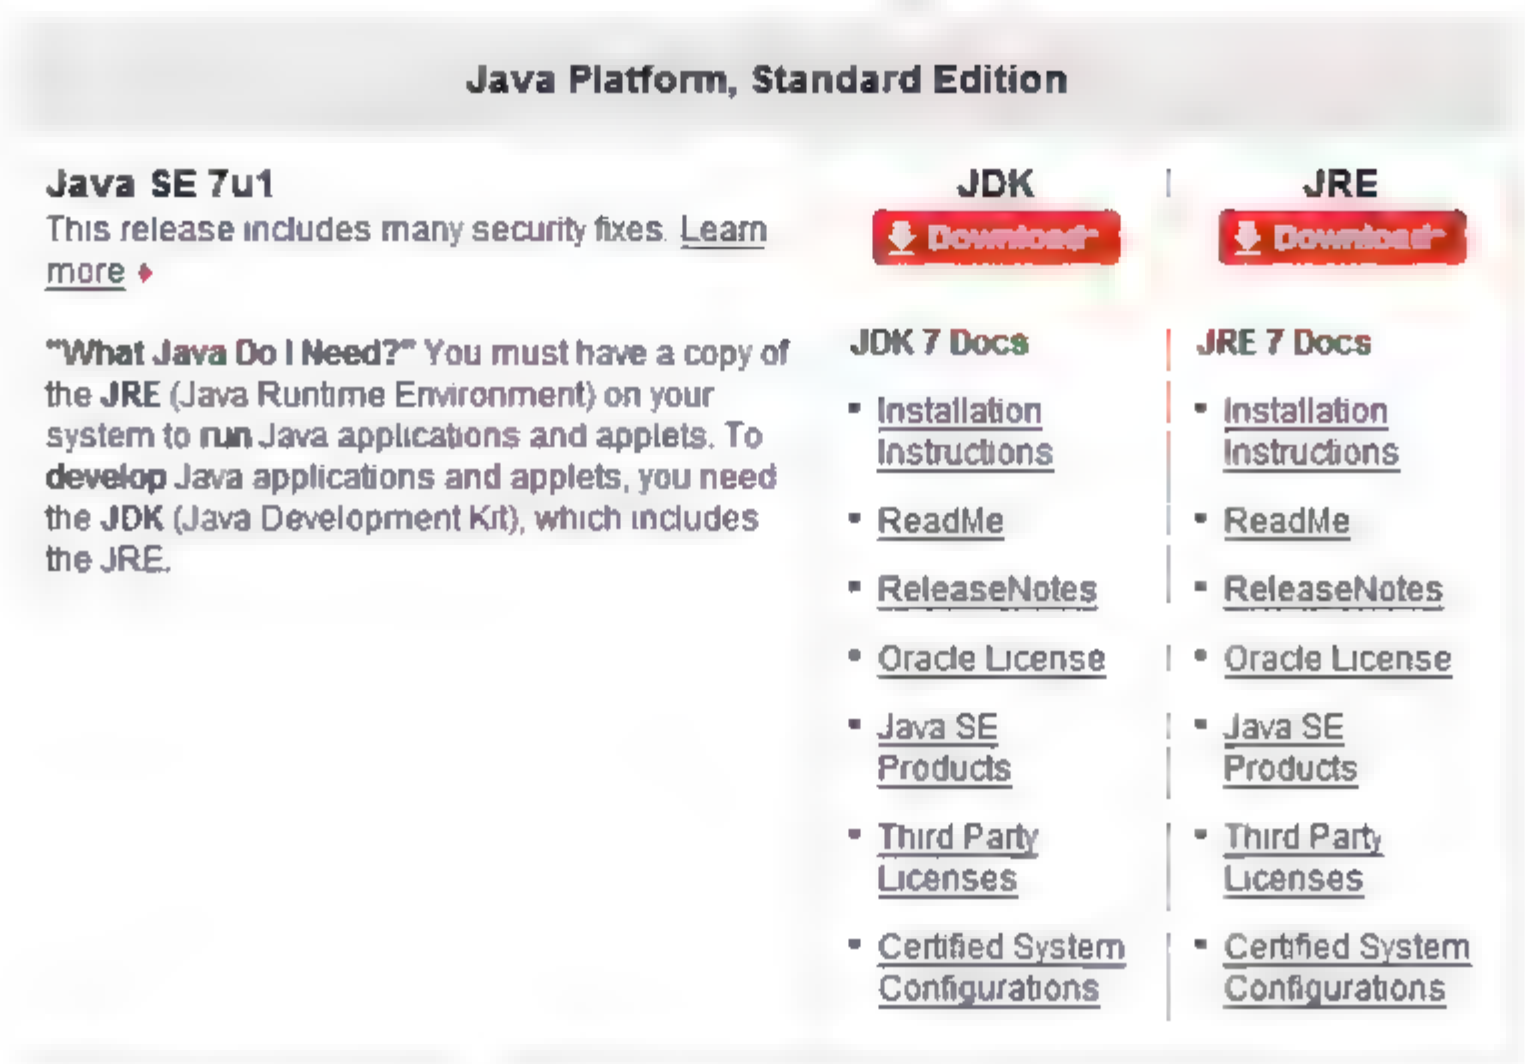 Java Platform, Standard Edition
Java SE 7u1
This release includes many security fixes. Learn
more
"What Java Do I Need?" You must have a copy of
the JRE (Java Runtime Environment) on your
system to run Java applications and applets. To
develop Java applications and applets, you need
the JDK (Java Development Kit), which includes
the JRE.
JDK
Download
JDK 7 Docs
Installation
Instructions
ReadMe
ReleaseNotes
Oracle License
Java SE
Products
Third Party
Licenses
Certified System
Configurations
JRE
Download
JRE 7 Docs
Installation
Instructions
ReadMe
ReleaseNotes
Oracle License
Java SE
Products
Third Party
Licenses
Certified System
Configurations